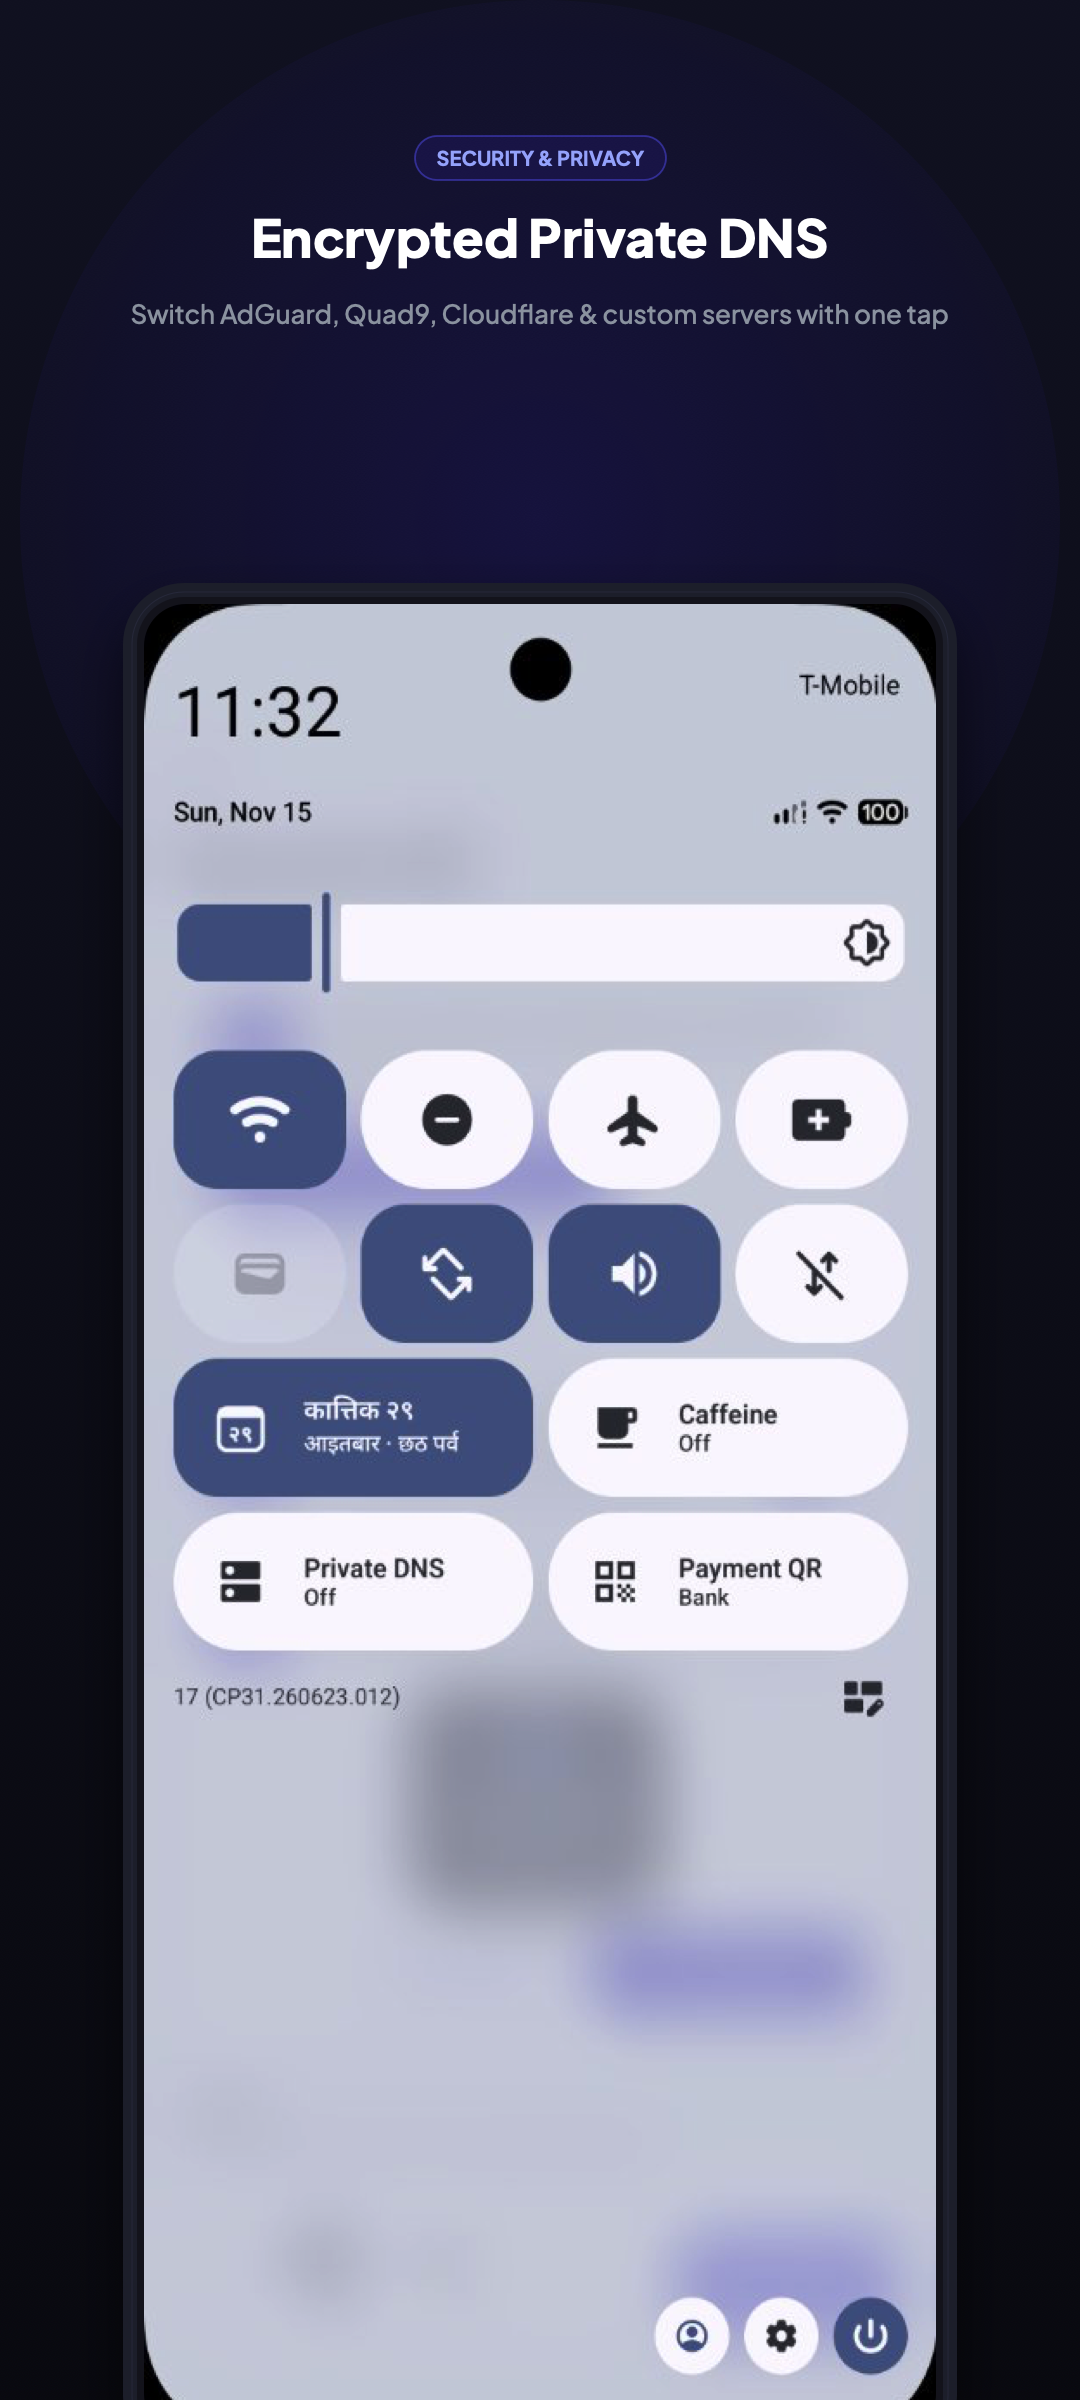 SECURITY & PRIVACY
Encrypted Private DNS
Switch AdGuard, Quad9, Cloudflare & custom servers with one tap
11:32
T-Mobile
Sun, Nov 15
100
२९
कात्तिक २९
आइतबार · छठ पर्व
Caffeine
Off
Private DNS
Off
Payment QR
Bank
17 (CP31.260623.012)